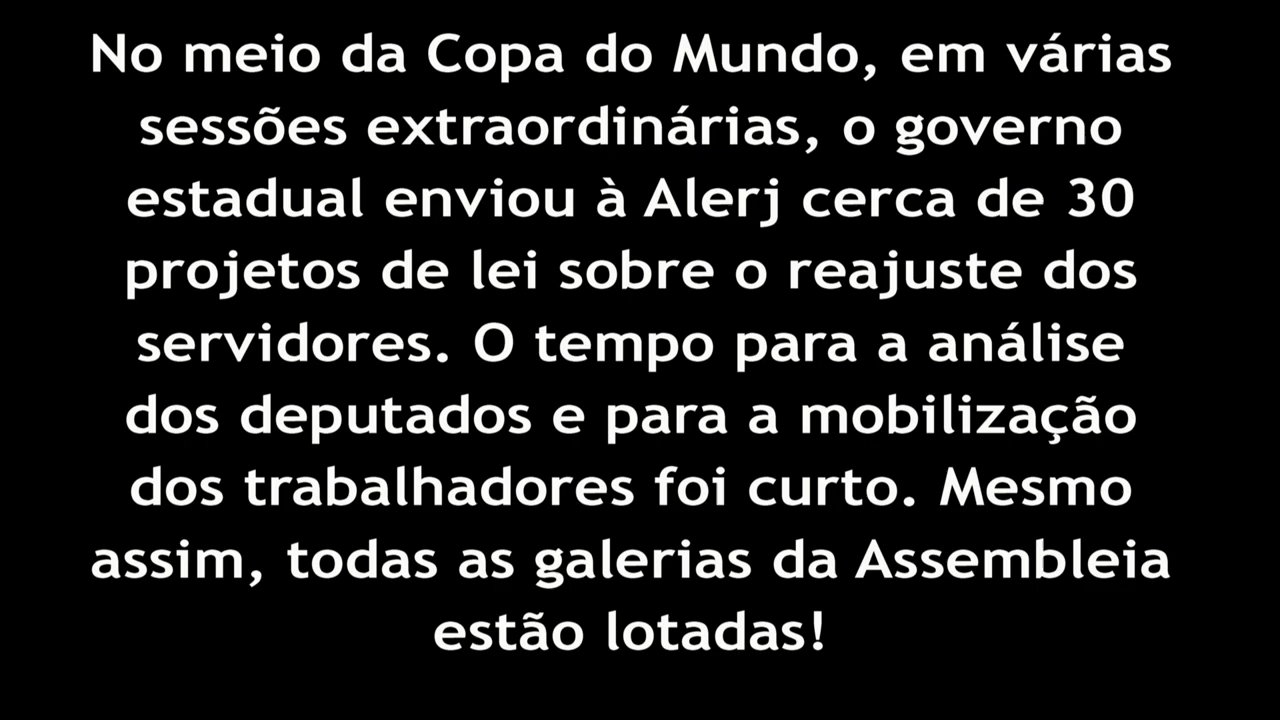 No meio da Copa do Mundo, em várias
sessões extraordinárias, o governo
estadual enviou à Alerj cerca de 30
projetos de lei sobre o reajuste dos
servidores. O tempo para a análise
dos deputados e para a mobilização
dos trabalhadores foi curto. Mesmo
assim, todas as galerias da Assembleia
estão lotadas!